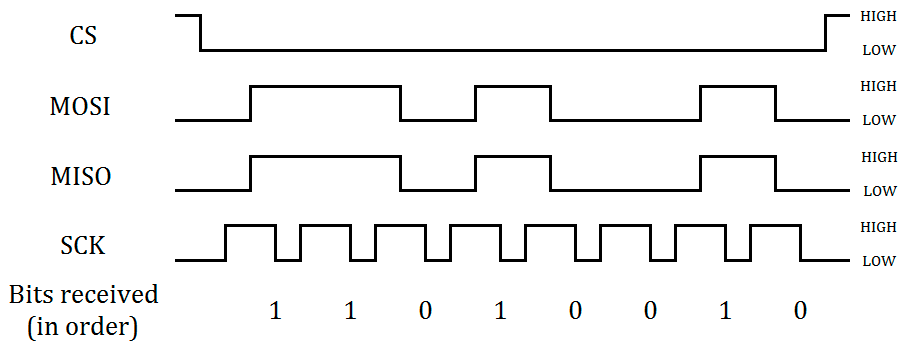 CS
HIGH
LOW
MOSI
HIGH
LOW
MISO
HIGH
LOW
SCK
HIGH
LOW
Bits received
(in order)
1 1 0 1 0 0 1 0